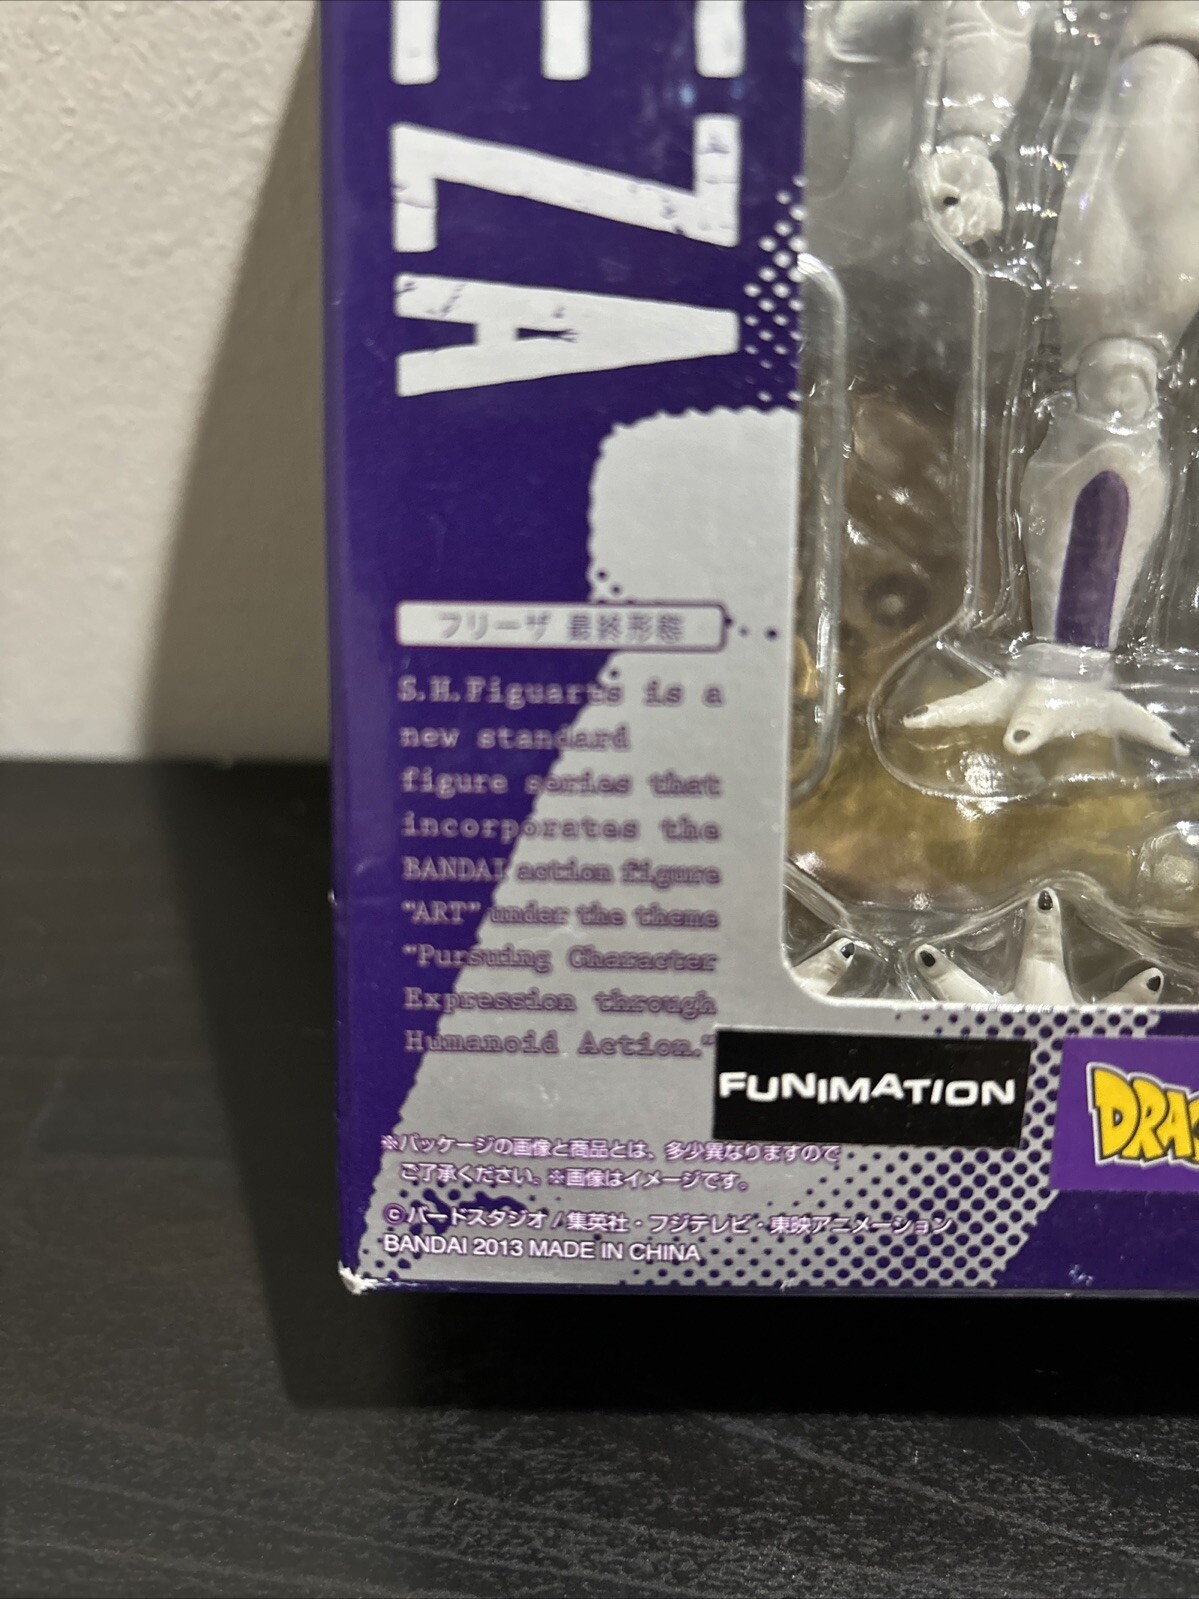 ZA
フリーザ 最終形態
S.H.Figuarts is a
new standard
figure series that
incorporates the
BANDAI action figure
"ART" under the theme
"Pursuing Character
Expression through
Humanoid Action."
FUNIMATION
DRAG
※パッケージの画像と商品とは、多少異なりますので
ご了承ください。※画像はイメージです。
©バードスタジオ / 集英社・フジテレビ・東映アニメーション
BANDAI 2013 MADE IN CHINA